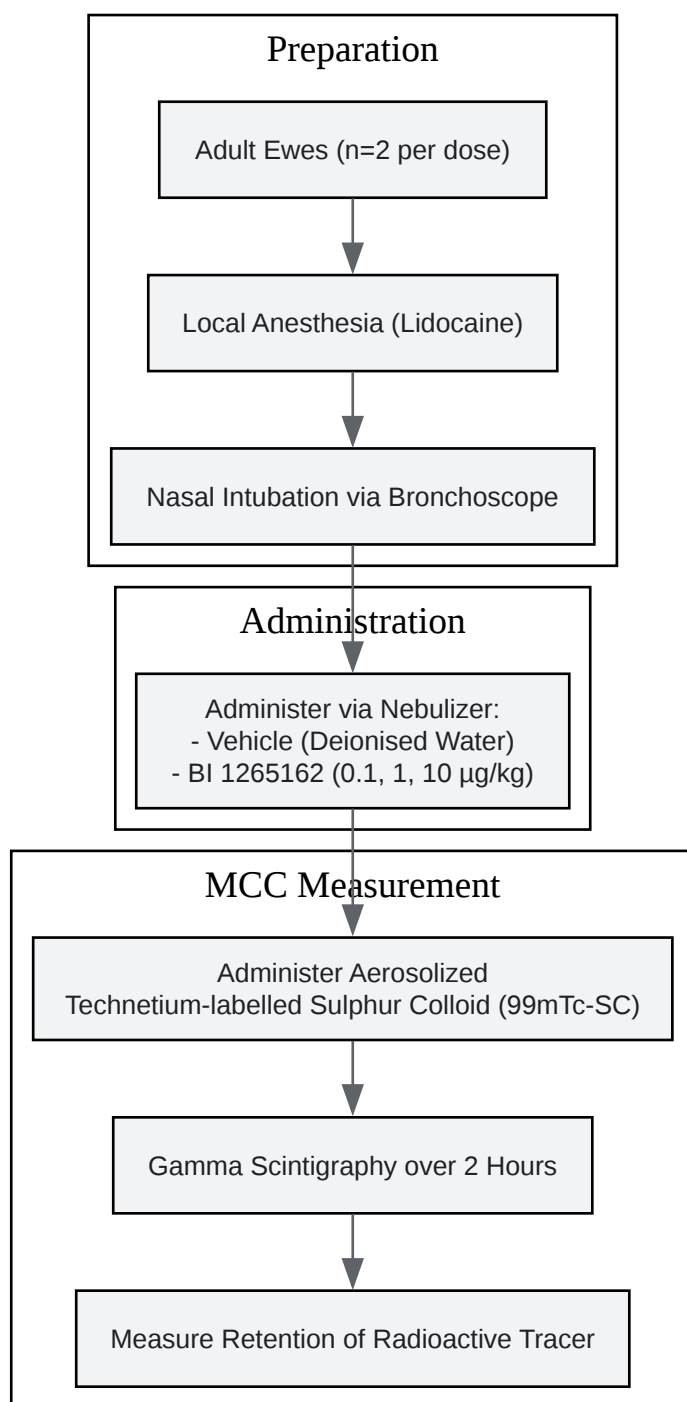 Preparation
Adult Ewes (n=2 per dose)
Local Anesthesia (Lidocaine)
Nasal Intubation via Bronchoscope
Administration
Administer via Nebulizer:
- Vehicle (Deionised Water)
- BI 1265162 (0.1, 1, 10 µg/kg)
MCC Measurement
Administer Aerosolized
Technetium-labelled Sulphur Colloid (99mTc-SC)
Gamma Scintigraphy over 2 Hours
Measure Retention of Radioactive Tracer